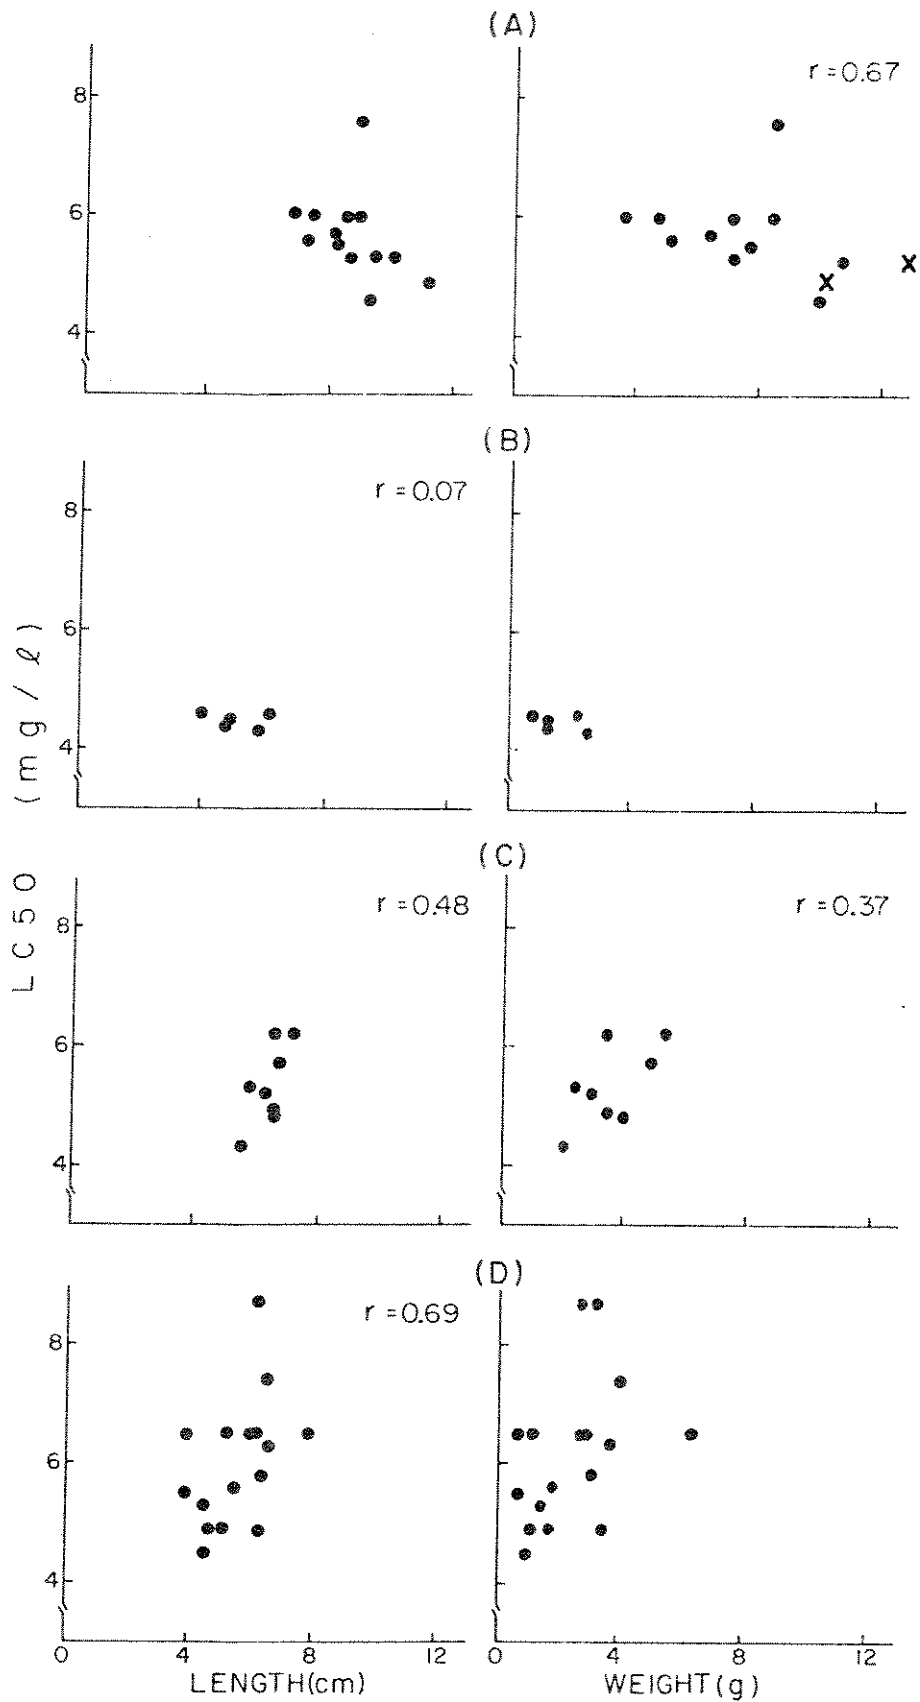 (A)
r = 0.67
8
6
4
(B)
r = 0.07
8
6
4
(C)
r = 0.48
r = 0.37
8
6
4
(D)
r = 0.69
8
6
4
0 4 8 12
0 4 8 12
LENGTH(cm)
WEIGHT(g)
LC50 (mg/ℓ)
X
X